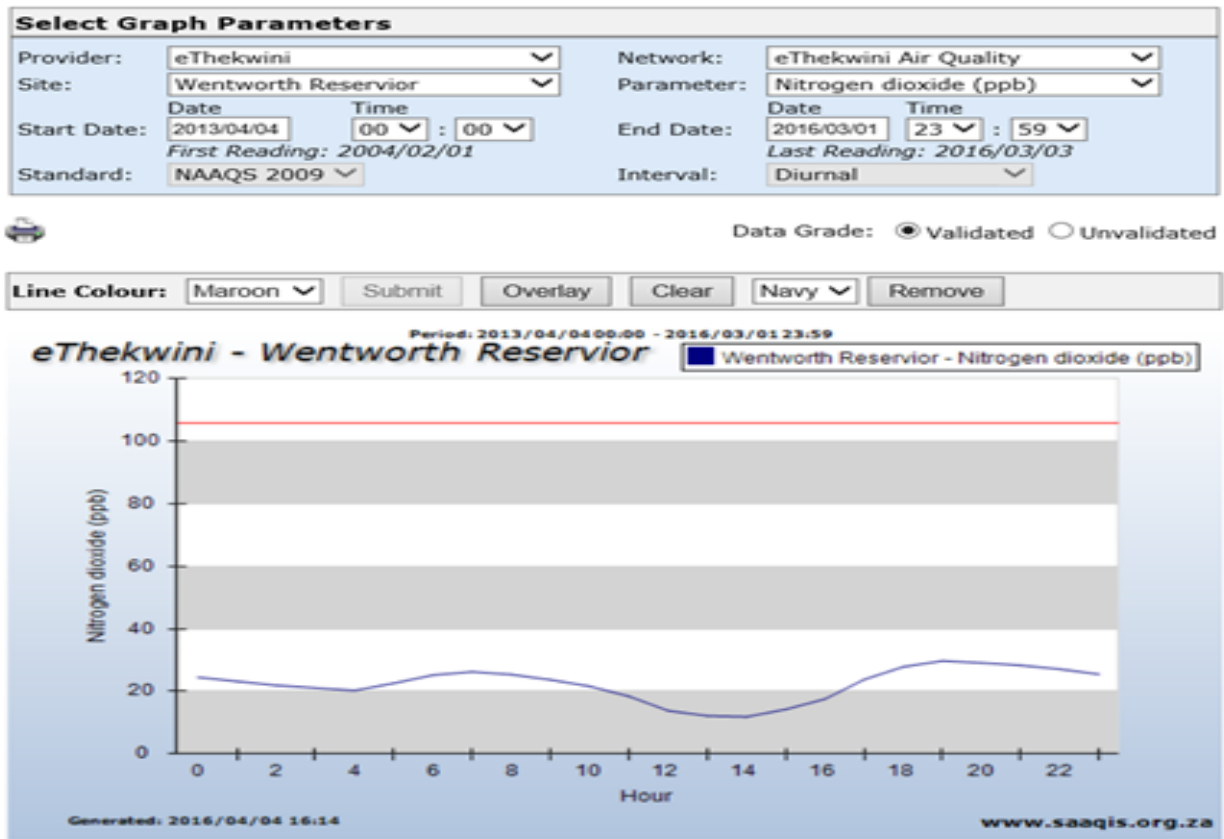 Select Graph Parameters
Provider: eThekwini Network: eThekwini Air Quality
Site: Wentworth Reservior Parameter: Nitrogen dioxide (ppb)
Date Time Date Time
Start Date: 2013/04/04 00 : 00 End Date: 2016/03/01 23 : 59
First Reading: 2004/02/01 Last Reading: 2016/03/03
Standard: NAAQS 2009 Interval: Diurnal
Data Grade: Validated Unvalidated
Line Colour: Maroon Submit Overlay Clear Navy Remove
Period: 2013/04/04 00:00 - 2016/03/01 23:59
eThekwini - Wentworth Reservior
Wentworth Reservior - Nitrogen dioxide (ppb)
120
100
80
60
40
20
0
Nitrogen dioxide (ppb)
0 2 4 6 8 10 12 14 16 18 20 22
Hour
Generated: 2016/04/04 16:14
www.saaqis.org.za